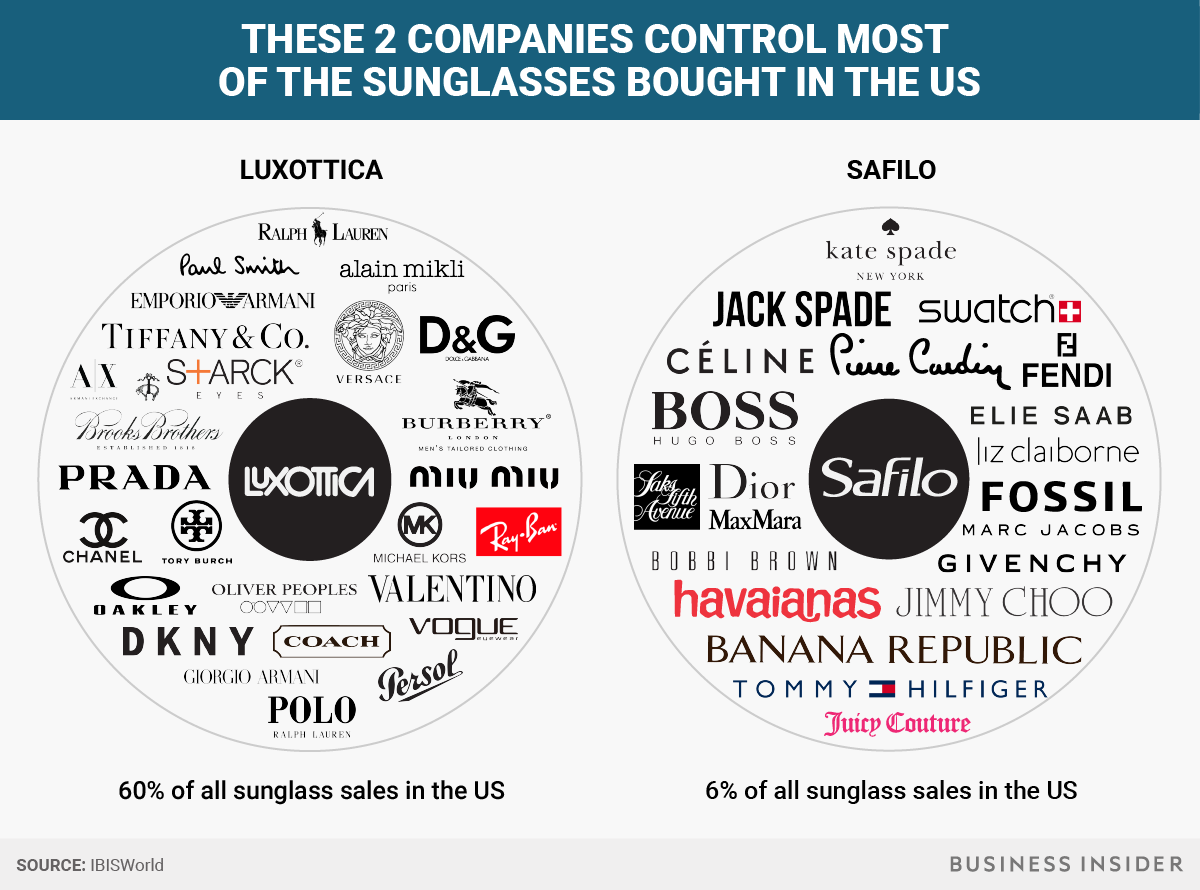 THESE 2 COMPANIES CONTROL MOST
OF THE SUNGLASSES BOUGHT IN THE US
LUXOTTICA
RALPH LAUREN
Paul Smith
alain mikli
paris
EMPORIO ARMANI
TIFFANY & CO.
VERSACE
D&G
DOLCE & GABBANA
A|X
ARMANI EXCHANGE
ST+ARCK®
EYES
Brooks Brothers
ESTABLISHED 1818
BURBERRY®
LONDON
MEN'S TAILORED CLOTHING
PRADA
LUXOTTICA
miu miu
CHANEL
TORY BURCH
MK
MICHAEL KORS
Ray-Ban
OAKLEY
OLIVER PEOPLES
VALENTINO
DKNY
COACH
VOGUE
eyewear
GIORGIO ARMANI
Persol
POLO
RALPH LAUREN
60% of all sunglass sales in the US
SAFILO
kate spade
NEW YORK
JACK SPADE
swatch
CÉLINE
Pierre Cardin
FENDI
BOSS
HUGO BOSS
ELIE SAAB
liz claiborne
Saks
Fifth
Avenue
Dior
MaxMara
Safilo
FOSSIL
MARC JACOBS
BOBBI BROWN
GIVENCHY
havaianas
JIMMY CHOO
BANANA REPUBLIC
TOMMY HILFIGER
Juicy Couture
6% of all sunglass sales in the US
SOURCE: IBISWorld
BUSINESS INSIDER